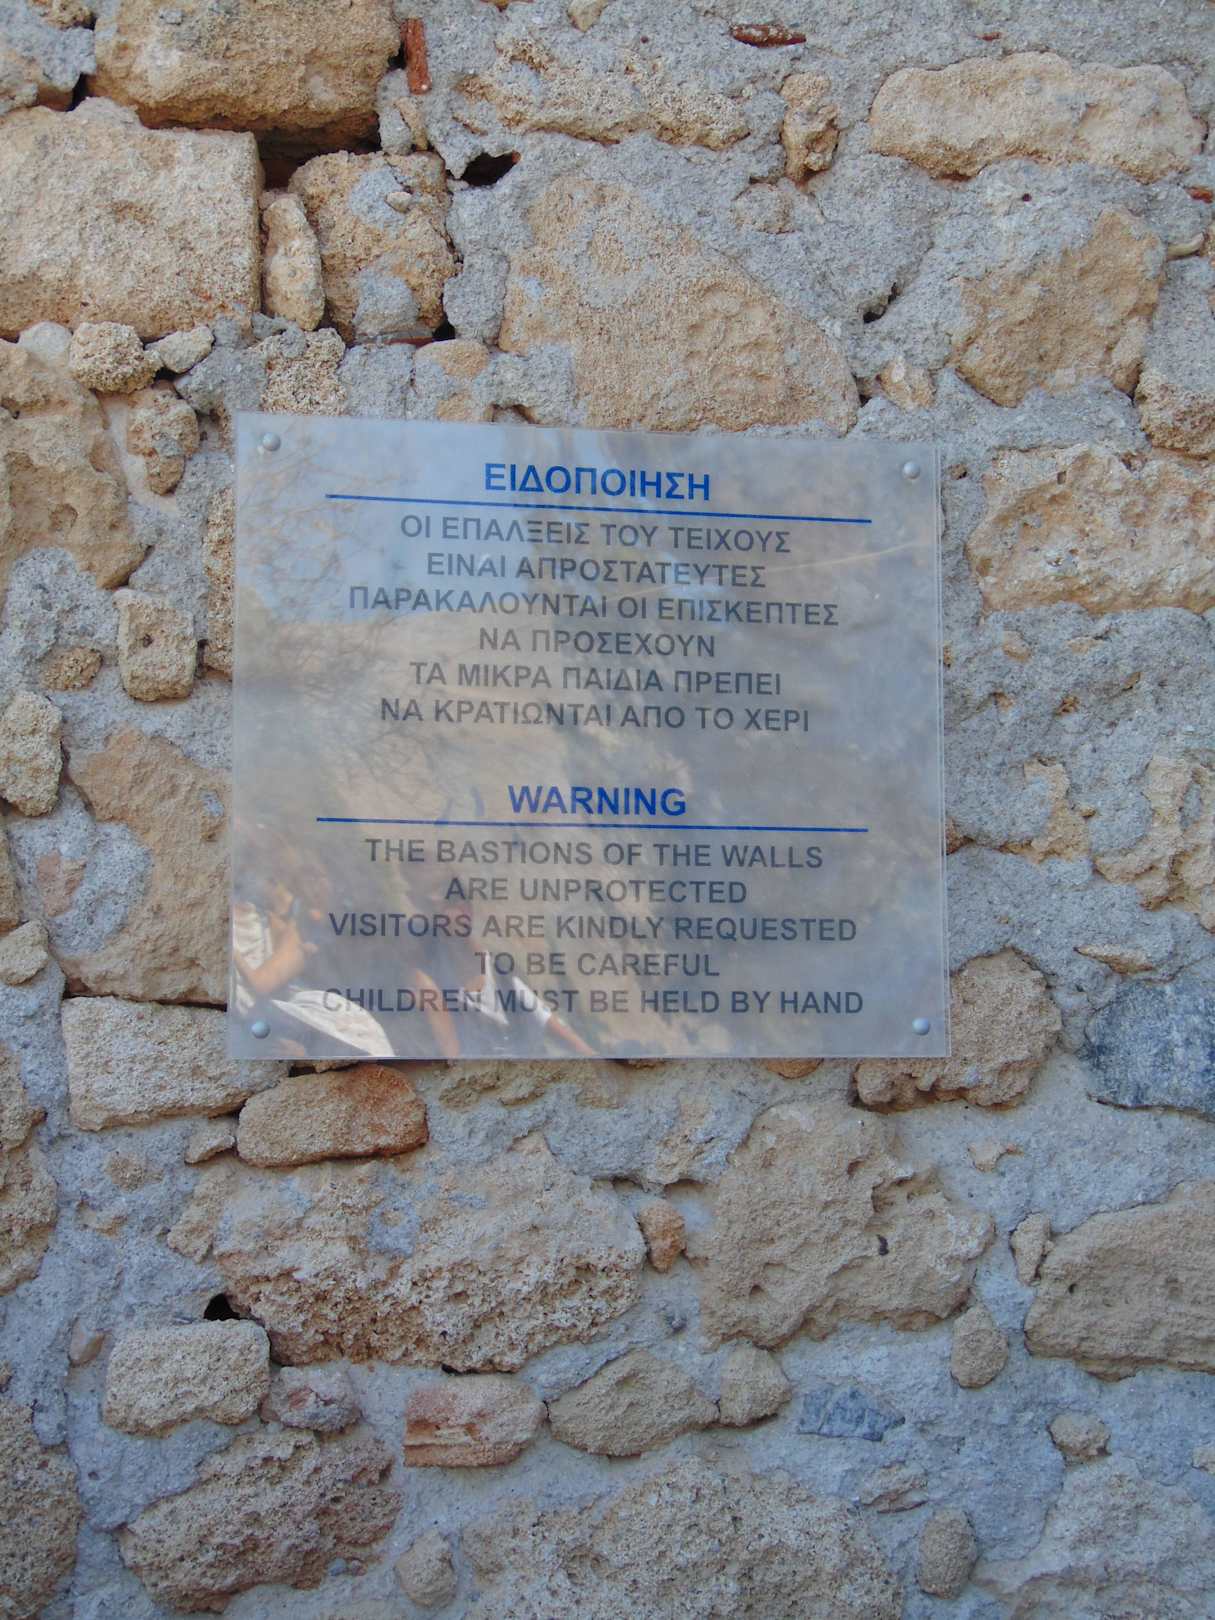 ΕΙΔΟΠΟΙΗΣΗ
ΟΙ ΕΠΑΛΞΕΙΣ ΤΟΥ ΤΕΙΧΟΥΣ
ΕΙΝΑΙ ΑΠΡΟΣΤΑΤΕΥΤΕΣ
ΠΑΡΑΚΑΛΟΥΝΤΑΙ ΟΙ ΕΠΙΣΚΕΠΤΕΣ
ΝΑ ΠΡΟΣΕΧΟΥΝ
ΤΑ ΜΙΚΡΑ ΠΑΙΔΙΑ ΠΡΕΠΕΙ
ΝΑ ΚΡΑΤΙΩΝΤΑΙ ΑΠΟ ΤΟ ΧΕΡΙ
WARNING
THE BASTIONS OF THE WALLS
ARE UNPROTECTED
VISITORS ARE KINDLY REQUESTED
TO BE CAREFUL
CHILDREN MUST BE HELD BY HAND